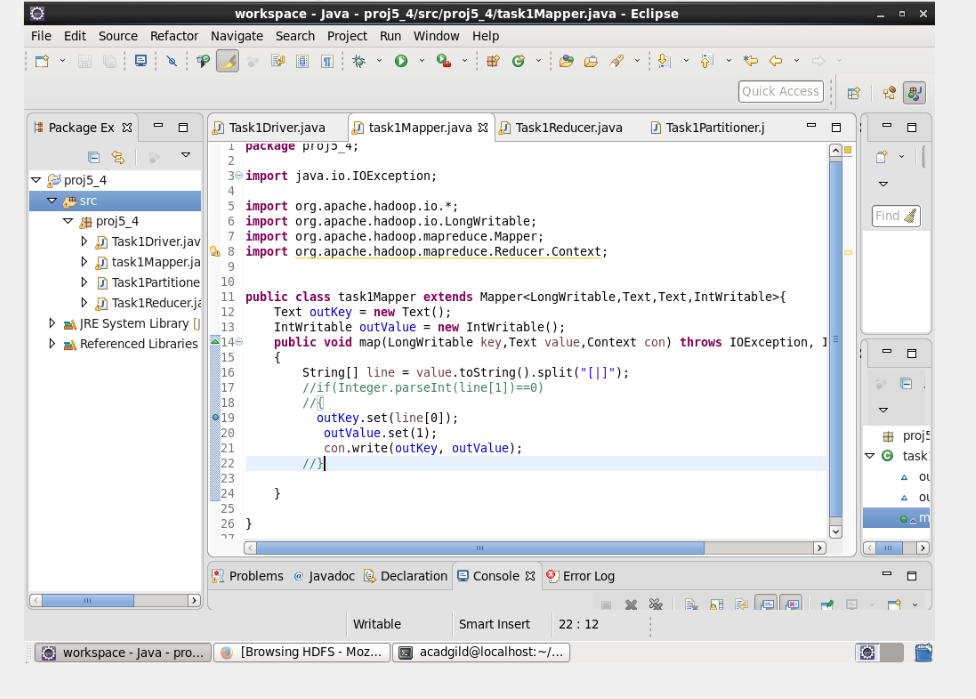 workspace - Java - proj5_4/src/proj5_4/task1Mapper.java - Eclipse
File Edit Source Refactor Navigate Search Project Run Window Help
Quick Access
Package Ex
Task1Driver.java
task1Mapper.java
Task1Reducer.java
Task1Partitioner.j
proj5_4
src
proj5_4
Task1Driver.jav
task1Mapper.ja
Task1Partitione
Task1Reducer.ja
JRE System Library [J
Referenced Libraries
1 package proj5_4;
2
3 import java.io.IOException;
4
5 import org.apache.hadoop.io.*;
6 import org.apache.hadoop.io.LongWritable;
7 import org.apache.hadoop.mapreduce.Mapper;
8 import org.apache.hadoop.mapreduce.Reducer.Context;
9
10
11 public class task1Mapper extends Mapper<LongWritable,Text,Text,IntWritable>{
12 Text outKey = new Text();
13 IntWritable outValue = new IntWritable();
14 public void map(LongWritable key,Text value,Context con) throws IOException, I
15 {
16 String[] line = value.toString().split("[|]");
17 //if(Integer.parseInt(line[1])==0)
18 //{
19 outKey.set(line[0]);
20 outValue.set(1);
21 con.write(outKey, outValue);
22 //}
23
24 }
25
26 }
27
Find
proj5
task
ou
ou
m
Problems @ Javadoc Declaration Console Error Log
Writable Smart Insert 22 : 12
workspace - Java - pro...
[Browsing HDFS - Moz...
acadgild@localhost:~/...